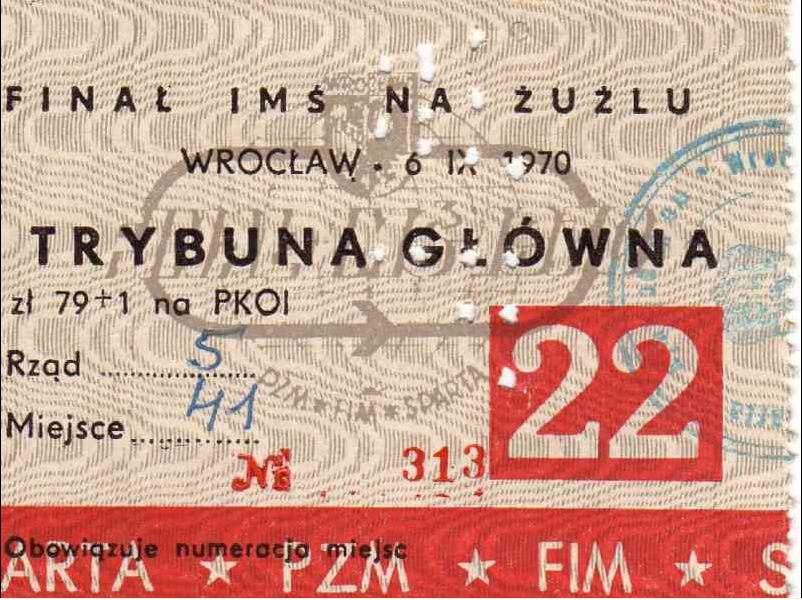 FINAŁ IMŚ NA ŻUŻLU
WROCŁAW - 6 IX 1970
TRYBUNA GŁÓWNA
zł 79+1 na PKOl
Rząd 5
22
PZM ★ FIM ★ SPARTA
Miejsce 41
№ 313
Obowiązuje numeracja miejsc
ARTA ★ PZM ★ FIM ★ S